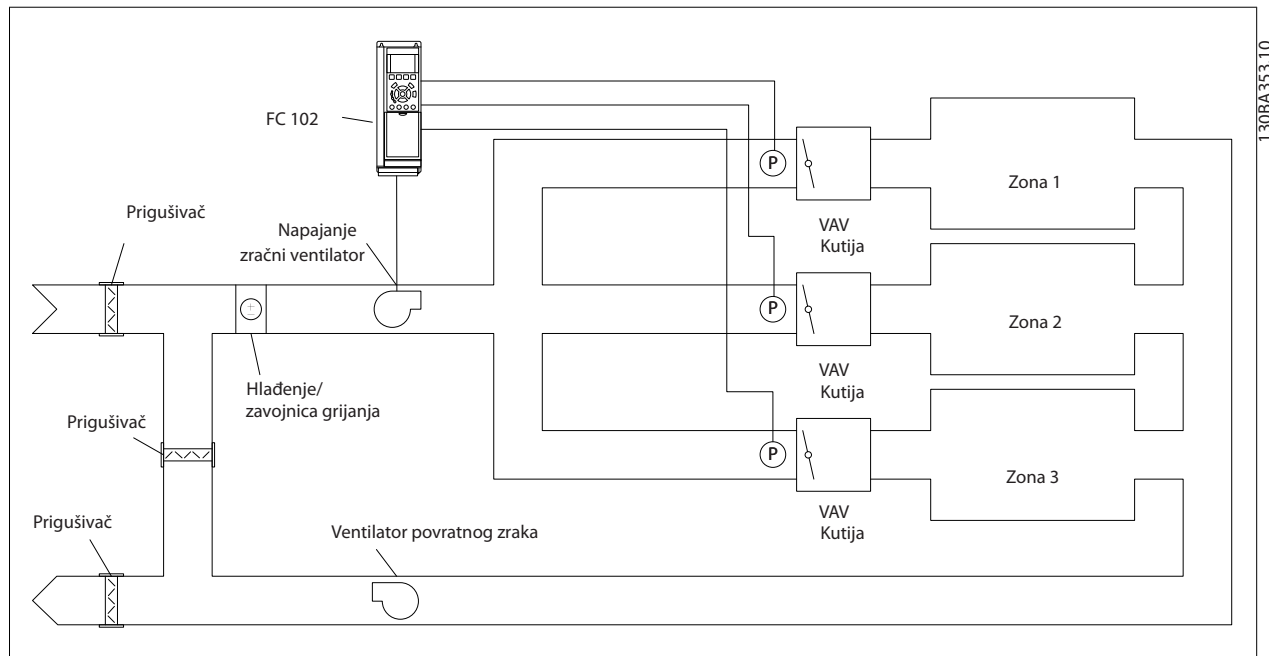 130BA353.10
FC 102
P
Zona 1
Prigušivač
Napajanje
zračni ventilator
VAV
Kutija
P
Zona 2
Hlađenje/
zavojnica grijanja
VAV
Kutija
Prigušivač
P
Zona 3
Prigušivač
Ventilator povratnog zraka
VAV
Kutija